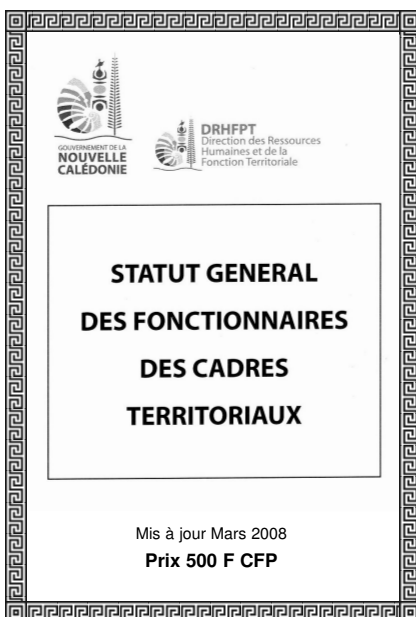 GOUVERNEMENT DE LA
NOUVELLE
CALÉDONIE
DRHFPT
Direction des Ressources
Humaines et de la
Fonction Territoriale
STATUT GENERAL
DES FONCTIONNAIRES
DES CADRES
TERRITORIAUX
Mis à jour Mars 2008
Prix 500 F CFP